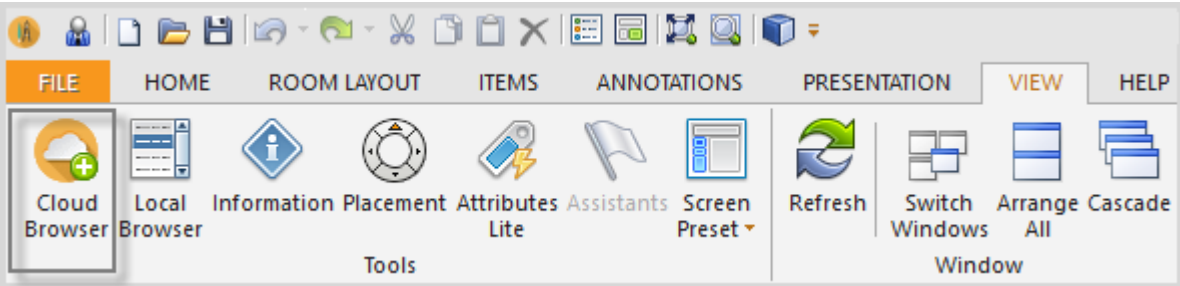 FILE HOME ROOM LAYOUT ITEMS ANNOTATIONS PRESENTATION VIEW HELP
Cloud Browser
Local Browser
Information
Placement
Attributes Lite
Assistants
Screen Preset
Refresh
Switch Windows
Arrange All
Cascade
Tools
Window